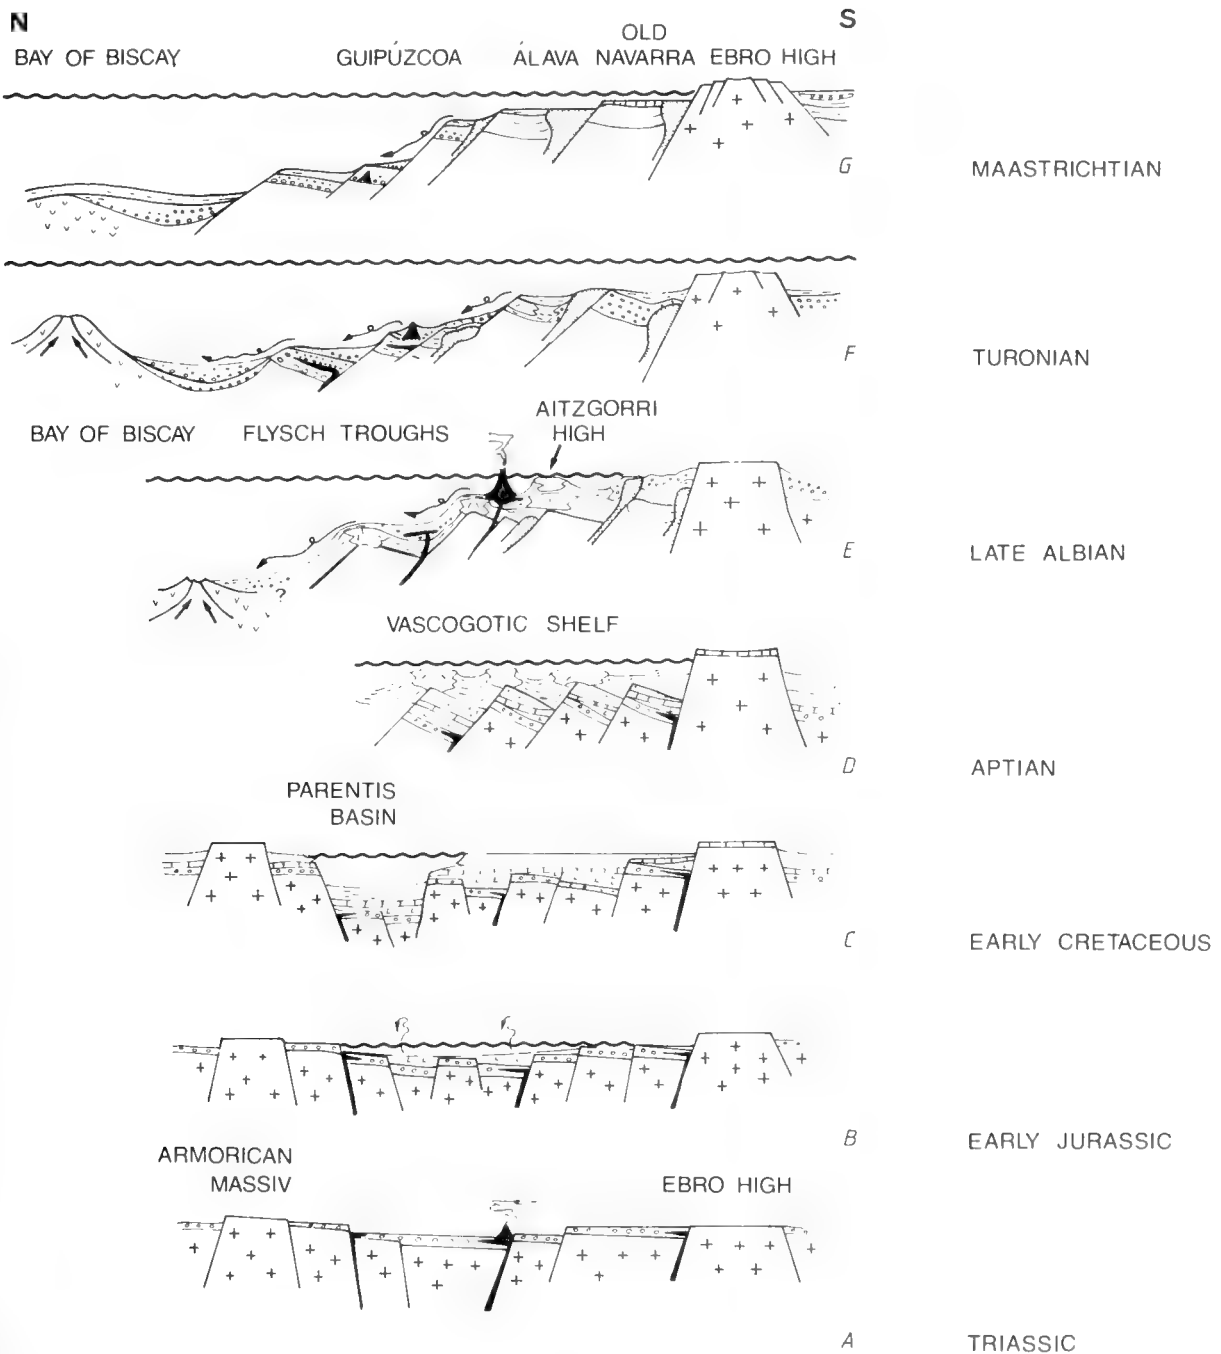 N
S
BAY OF BISCAY
GUIPÚZCOA
ÁLAVA
OLD
NAVARRA
EBRO HIGH
G
MAASTRICHTIAN
F
TURONIAN
BAY OF BISCAY
FLYSCH TROUGHS
AITZGORRI
HIGH
?
E
LATE ALBIAN
VASCOGOTIC SHELF
D
APTIAN
PARENTIS
BASIN
C
EARLY CRETACEOUS
B
EARLY JURASSIC
ARMORICAN
MASSIV
EBRO HIGH
A
TRIASSIC